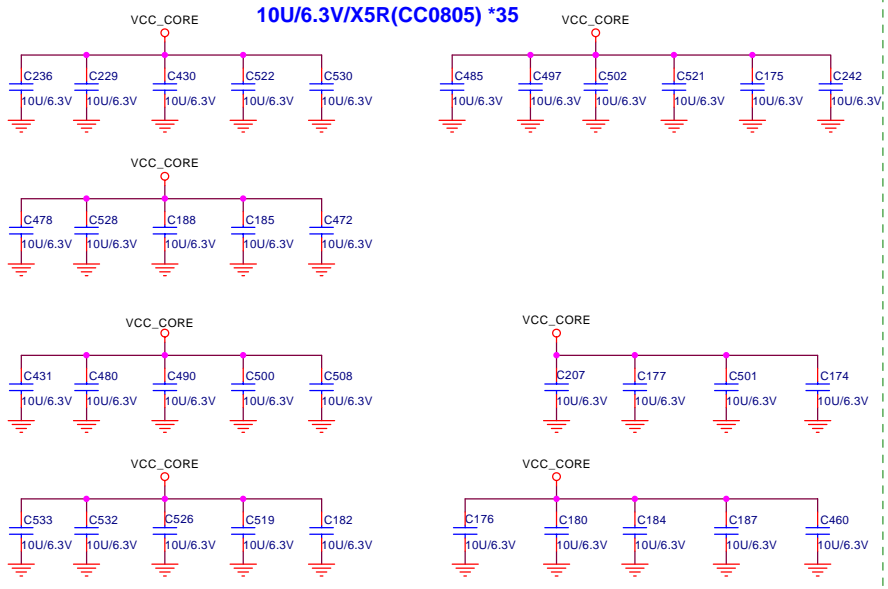 10U/6.3V/X5R(CC0805) *35
VCC_CORE
VCC_CORE
C236 C229 C430 C522 C530
10U/6.3V 10U/6.3V 10U/6.3V 10U/6.3V 10U/6.3V
C485 C497 C502 C521 C175 C242
10U/6.3V 10U/6.3V 10U/6.3V 10U/6.3V 10U/6.3V 10U/6.3V
VCC_CORE
C478 C528 C188 C185 C472
10U/6.3V 10U/6.3V 10U/6.3V 10U/6.3V 10U/6.3V
VCC_CORE
C431 C480 C490 C500 C508
10U/6.3V 10U/6.3V 10U/6.3V 10U/6.3V 10U/6.3V
VCC_CORE
C207 C177 C501 C174
10U/6.3V 10U/6.3V 10U/6.3V 10U/6.3V
VCC_CORE
C533 C532 C526 C519 C182
10U/6.3V 10U/6.3V 10U/6.3V 10U/6.3V 10U/6.3V
VCC_CORE
C176 C180 C184 C187 C460
10U/6.3V 10U/6.3V 10U/6.3V 10U/6.3V 10U/6.3V